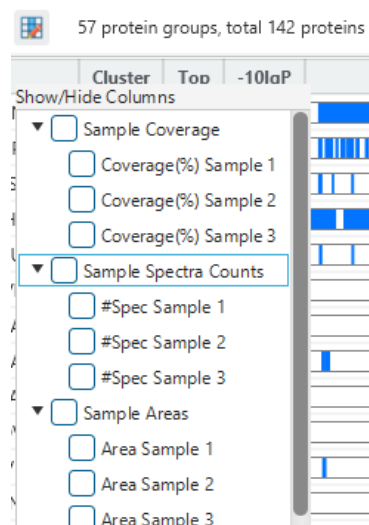 57 protein groups, total 142 proteins
Cluster Top -10lgP
Show/Hide Columns
Sample Coverage
Coverage(%) Sample 1
Coverage(%) Sample 2
Coverage(%) Sample 3
Sample Spectra Counts
#Spec Sample 1
#Spec Sample 2
#Spec Sample 3
Sample Areas
Area Sample 1
Area Sample 2
Area Sample 3